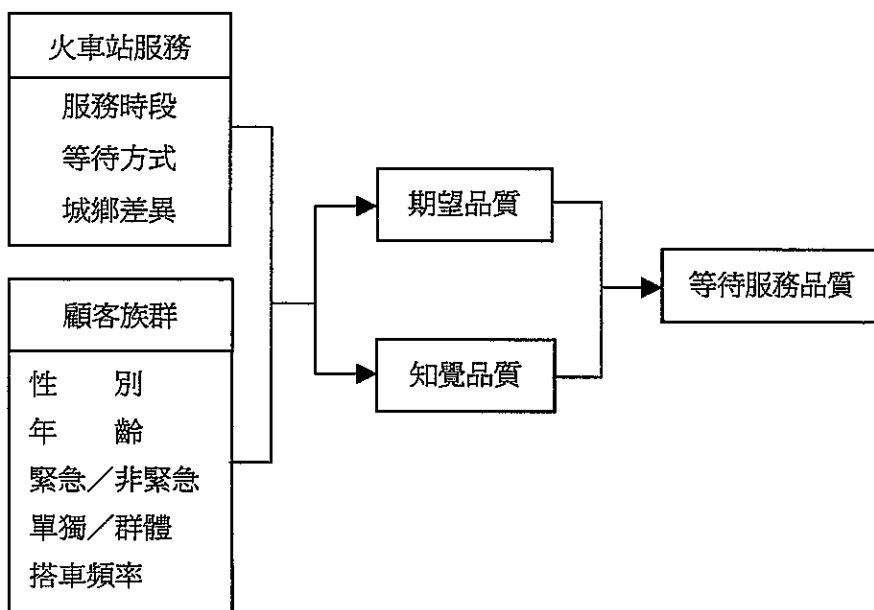 火車站服務
服務時段
等待方式
城鄉差異
顧客族群
性　　別
年　　齡
緊急／非緊急
單獨／群體
搭車頻率
期望品質
知覺品質
等待服務品質